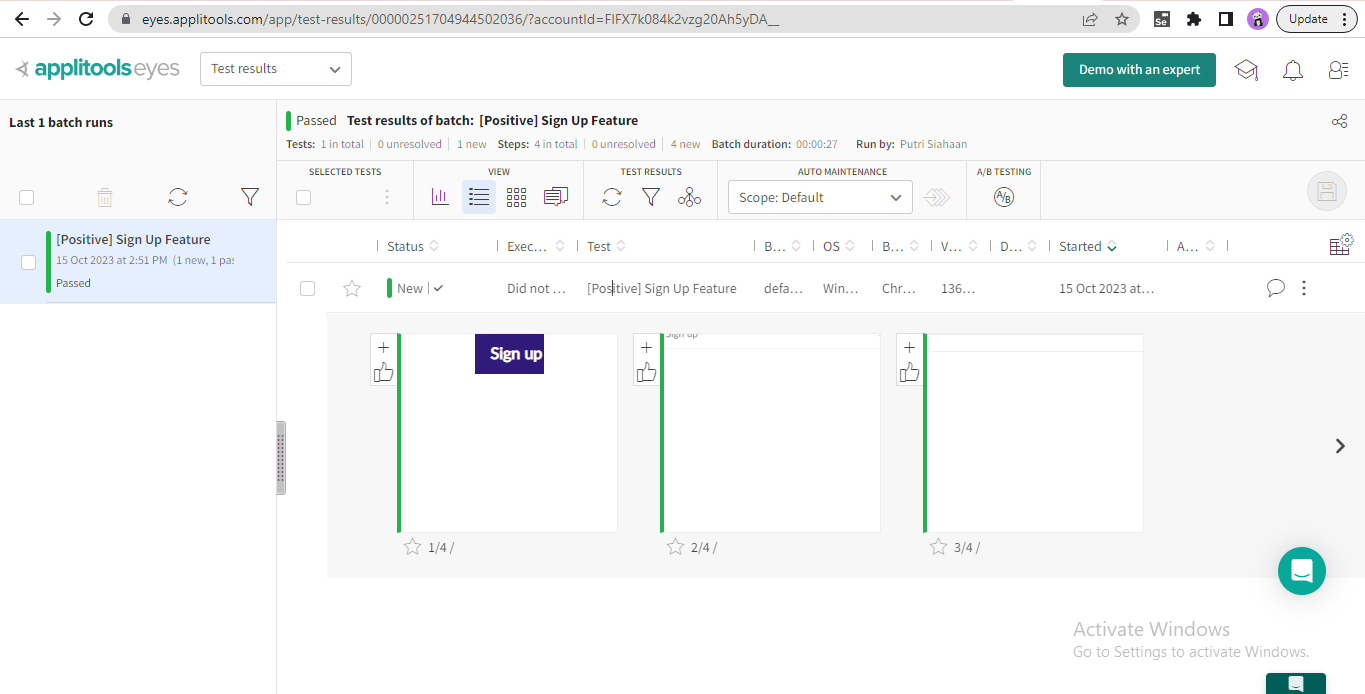 eyes.applitools.com/app/test-results/00000251704944502036/?accountId=FIFX7k084k2vzg20Ah5yDA__
Se
Update
applitools eyes
Test results
Demo with an expert
Last 1 batch runs
Passed Test results of batch: [Positive] Sign Up Feature
Tests: 1 in total | 0 unresolved | 1 new Steps: 4 in total | 0 unresolved | 4 new Batch duration: 00:00:27 Run by: Putri Siahaan
SELECTED TESTS VIEW TEST RESULTS AUTO MAINTENANCE A/B TESTING
Scope: Default
A/B
[Positive] Sign Up Feature
15 Oct 2023 at 2:51 PM (1 new, 1 pas
Passed
Status Exec... Test B... OS B... V... D... Started A...
New Did not ... [Positive] Sign Up Feature defa... Win... Chr... 136... 15 Oct 2023 at...
Sign up
Sign up
1/4 /
2/4 /
3/4 /
Activate Windows
Go to Settings to activate Windows.